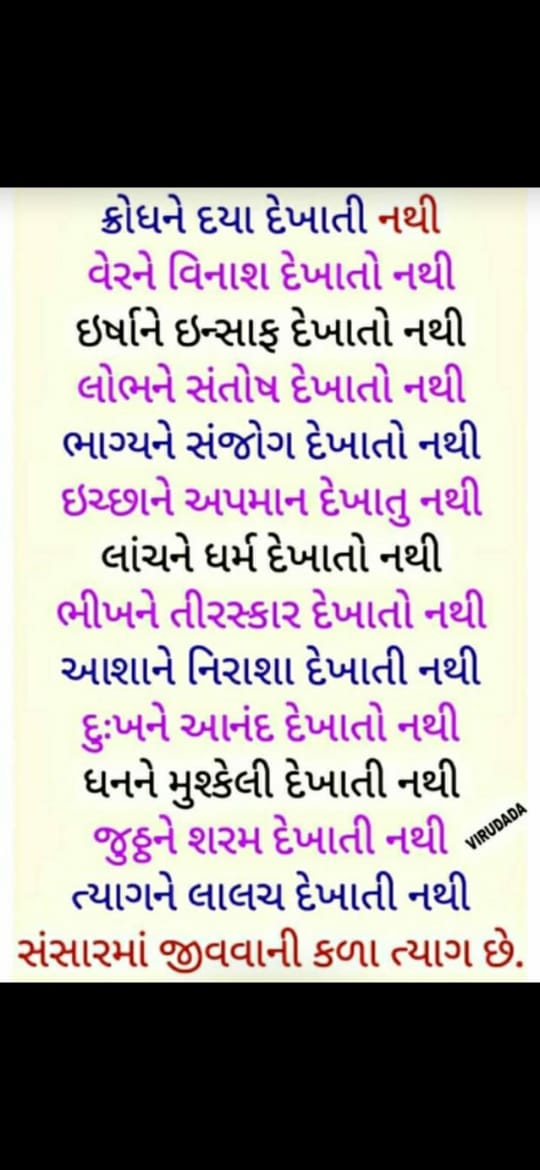 ક્રોધને દયા દેખાતી નથી
વેરને વિનાશ દેખાતો નથી
ઇર્ષાને ઇન્સાફ દેખાતો નથી
લોભને સંતોષ દેખાતો નથી
ભાગ્યને સંજોગ દેખાતો નથી
ઇચ્છાને અપમાન દેખાતુ નથી
લાંચને ધર્મ દેખાતો નથી
ભીખને તીરસ્કાર દેખાતો નથી
આશાને નિરાશા દેખાતી નથી
દુઃખને આનંદ દેખાતો નથી
ધનને મુશ્કેલી દેખાતી નથી
જુઠ્ઠને શરમ દેખાતી નથી
VIRUDADA
ત્યાગને લાલચ દેખાતી નથી
સંસારમાં જીવવાની કળા ત્યાગ છે.